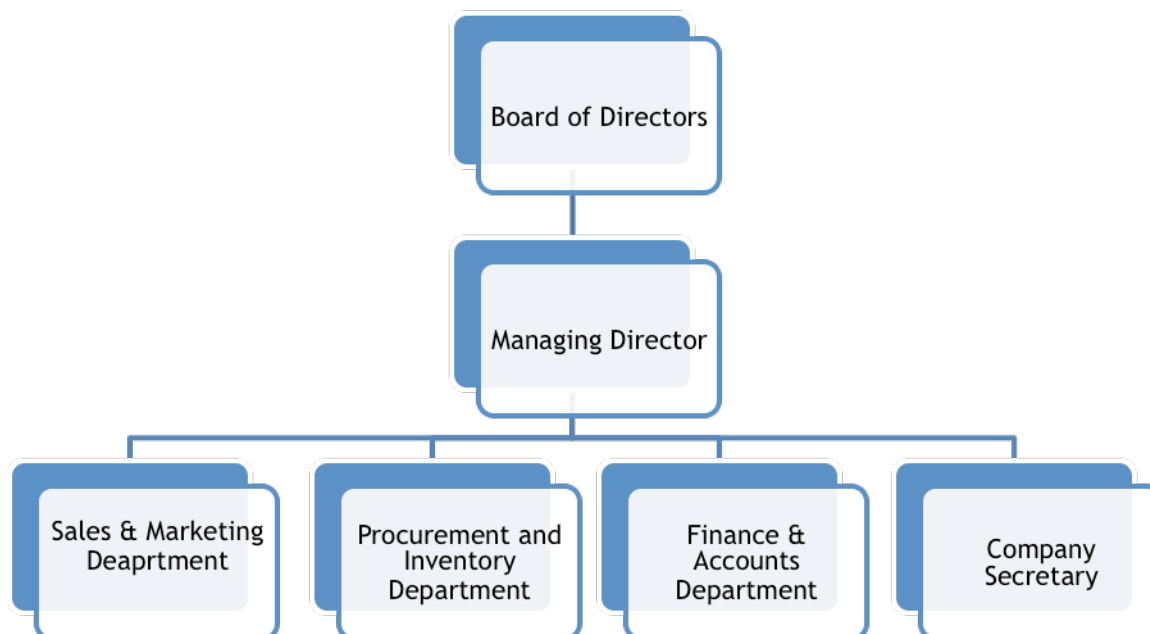 Board of Directors
Managing Director
Sales & Marketing
Deaprtment
Procurement and
Inventory
Department
Finance &
Accounts
Department
Company
Secretary